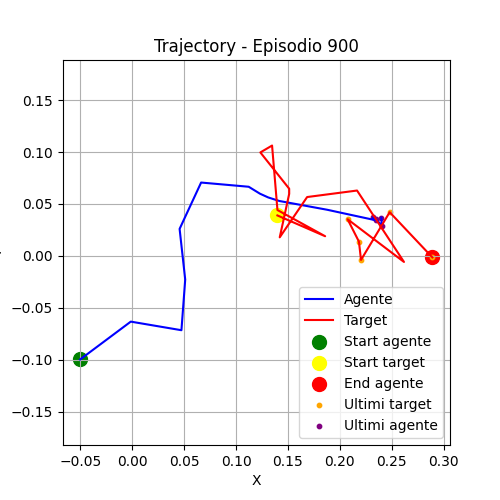 Trajectory - Episodio 900
0.15
0.10
0.05
0.00
−0.05
−0.10
−0.15
−0.05
0.00
0.05
0.10
0.15
0.20
0.25
0.30
X
Agente
Target
Start agente
Start target
End agente
Ultimi target
Ultimi agente